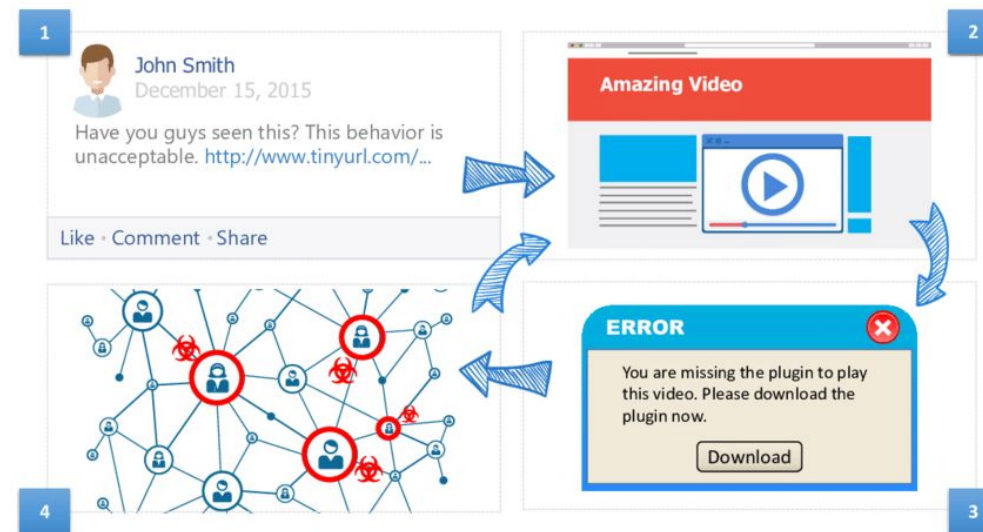 1
John Smith
December 15, 2015
Have you guys seen this? This behavior is
unacceptable. http://www.tinyurl.com/...
Like • Comment • Share
2
Amazing Video
ERROR
You are missing the plugin to play
this video. Please download the
plugin now.
Download
3
4